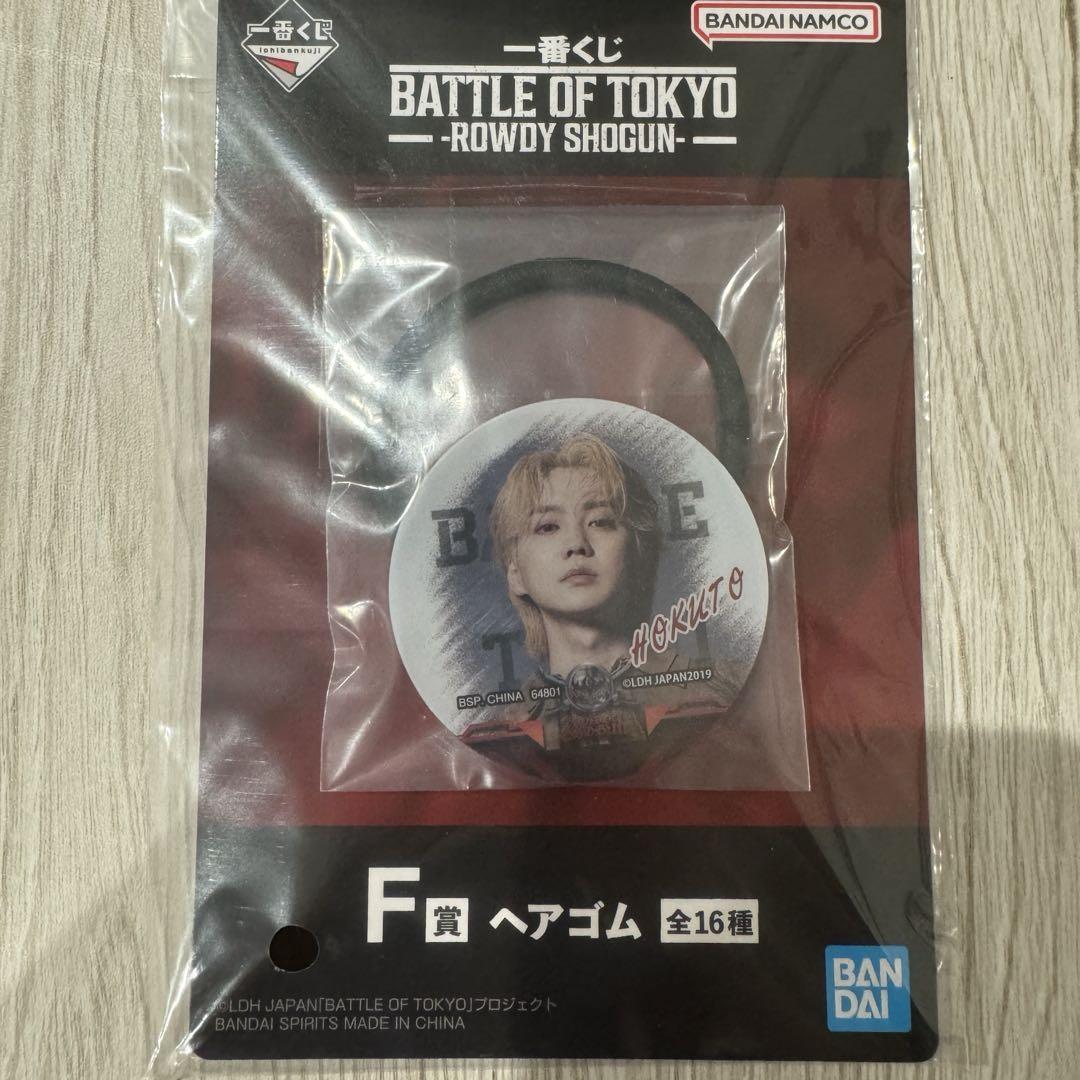 一番くじ
ichibankuji
BANDAI NAMCO
一番くじ
BATTLE OF TOKYO
-ROWDY SHOGUN-
HOKUTO
BSP. CHINA 64801
©LDH JAPAN2019
F賞 ヘアゴム 全16種
BAN
DAI
©LDH JAPAN「BATTLE OF TOKYO」プロジェクト
BANDAI SPIRITS MADE IN CHINA